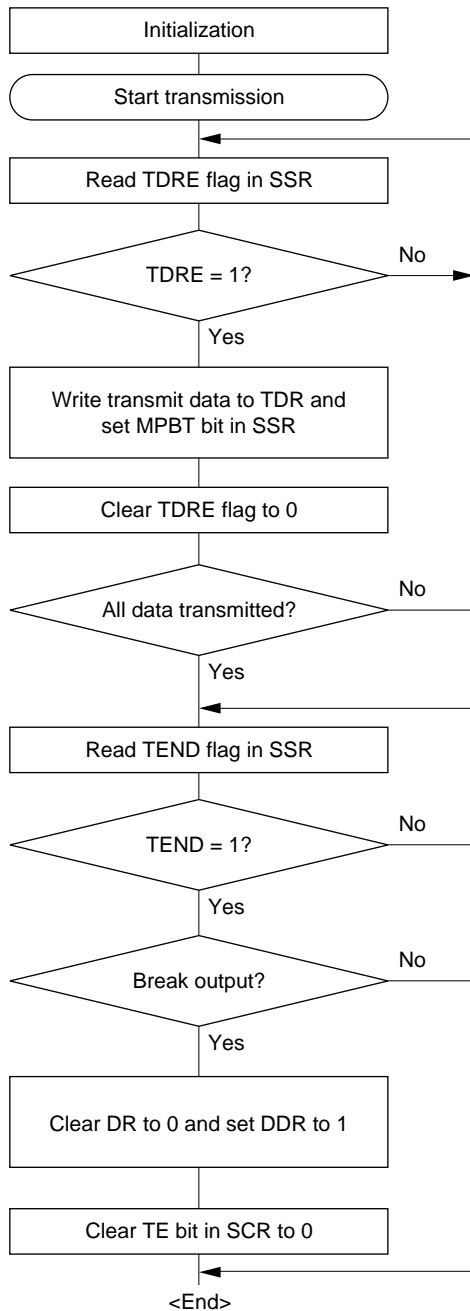 Initialization
Start transmission
Read TDRE flag in SSR
TDRE = 1?
No
Yes
Write transmit data to TDR and
set MPBT bit in SSR
Clear TDRE flag to 0
All data transmitted?
No
Yes
Read TEND flag in SSR
TEND = 1?
No
Yes
Break output?
No
Yes
Clear DR to 0 and set DDR to 1
Clear TE bit in SCR to 0
<End>